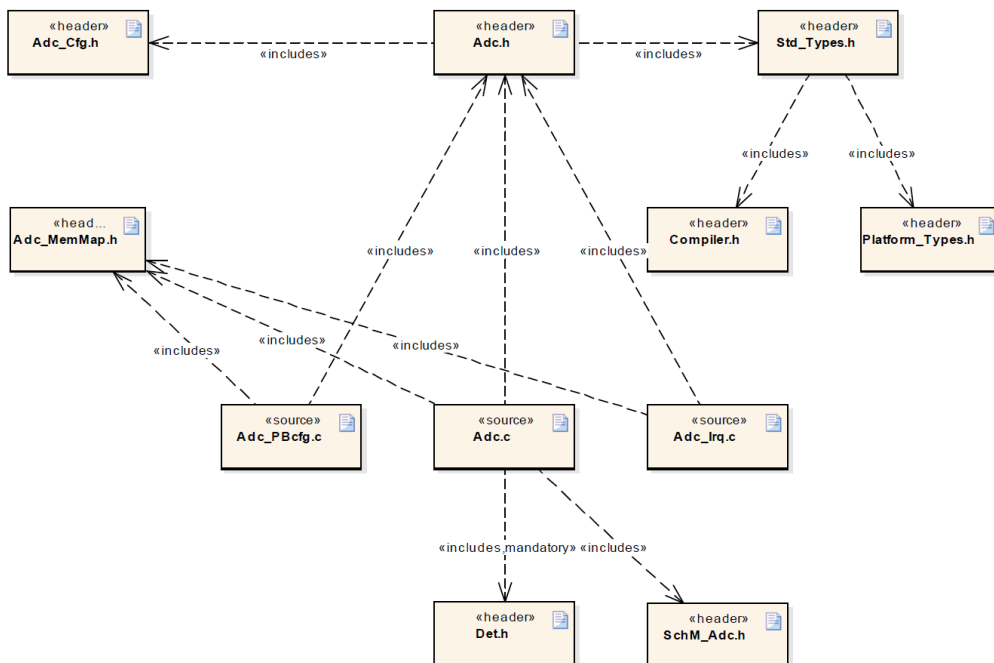 «header»
Adc_Cfg.h
«header»
Adc.h
«header»
Std_Types.h
«includes»
«includes»
«includes»
«includes»
«head...
Adc_MemMap.h
«header»
Compiler.h
«header»
Platform_Types.h
«includes»
«includes»
«includes»
«includes»
«includes»
«includes»
«source»
Adc_PBcfg.c
«source»
Adc.c
«source»
Adc_Irq.c
«includes mandatory»
«includes»
«header»
Det.h
«header»
SchM_Adc.h